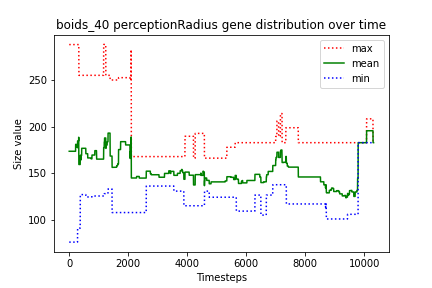 boids_40 perceptionRadius gene distribution over time
max
mean
min
250
200
150
100
Size value
0
2000
4000
6000
8000
10000
Timesteps